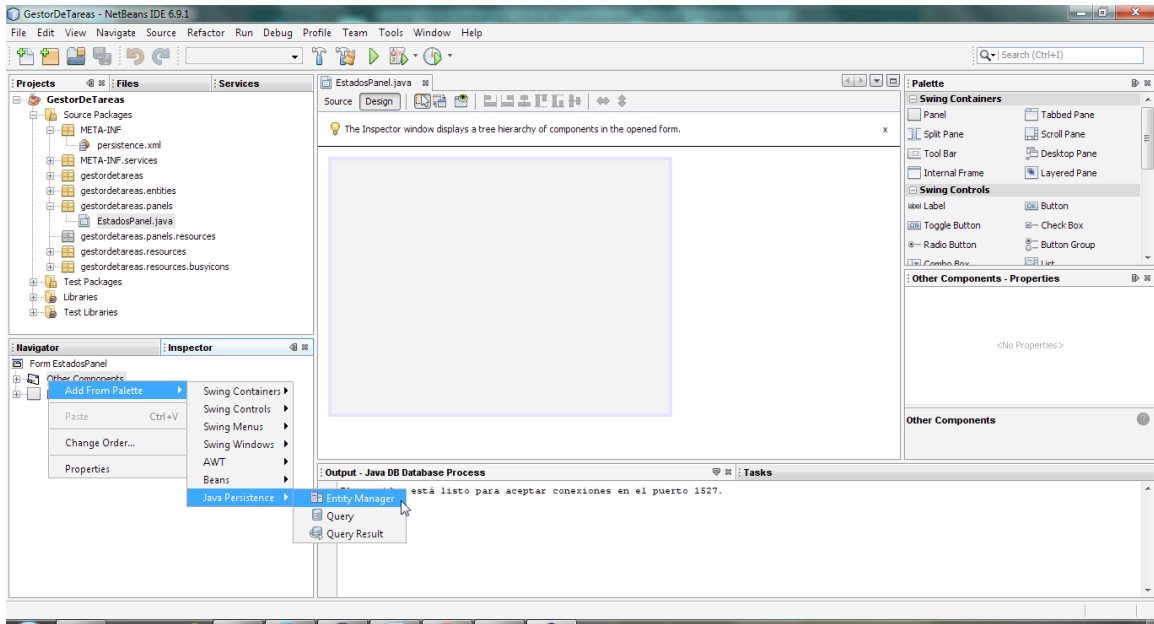 GestorDeTareas - NetBeans IDE 6.9.1
File Edit View Navigate Source Refactor Run Debug Profile Team Tools Window Help
Search (Ctrl+I)
Projects Files Services
GestorDeTareas
Source Packages
META-INF
persistence.xml
META-INF.services
gestordetareas
gestordetareas.entities
gestordetareas.panels
EstadosPanel.java
gestordetareas.panels.resources
gestordetareas.resources
gestordetareas.resources.busyicons
Test Packages
Libraries
Test Libraries
EstadosPanel.java
Source Design
The Inspector window displays a tree hierarchy of components in the opened form. x
Palette
Swing Containers
Panel Tabbed Pane
Split Pane Scroll Pane
Tool Bar Desktop Pane
Internal Frame Layered Pane
Swing Controls
label Label OK Button
ON Toggle Button Check Box
Radio Button Button Group
Combo Box List
Other Components - Properties
<No Properties>
Other Components
Navigator Inspector
Form EstadosPanel
Other Components
Add From Palette
Paste Ctrl+V
Change Order...
Properties
Swing Containers
Swing Controls
Swing Menus
Swing Windows
AWT
Beans
Java Persistence
Entity Manager
Query
Query Result
Output - Java DB Database Process Tasks
está listo para aceptar conexiones en el puerto 1527.